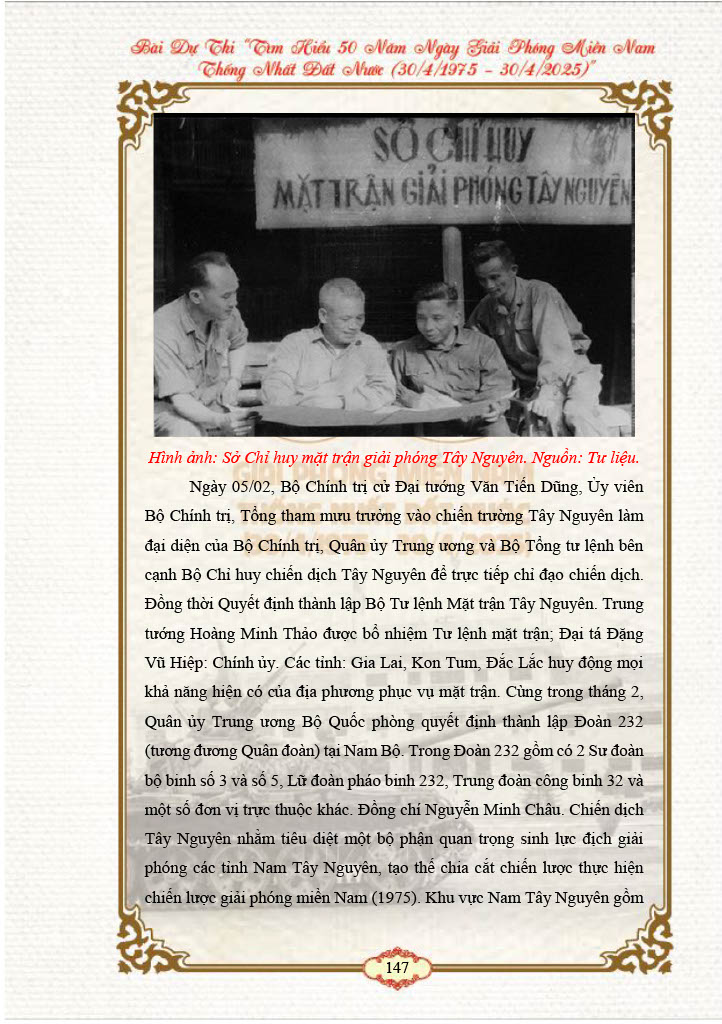 Bài Dự Thi “Tìm Hiểu 50 Năm Ngày Giải Phóng Miền Nam
Thống Nhất Đất Nước (30/4/1975 – 30/4/2025)”
SỞ CHỈ HUY
MẶT TRẬN GIẢI PHÓNG TÂY NGUYÊN
Hình ảnh: Sở Chỉ huy mặt trận giải phóng Tây Nguyên. Nguồn: Tư liệu.
Ngày 05/02, Bộ Chính trị cử Đại tướng Văn Tiến Dũng, Ủy viên
Bộ Chính trị, Tổng tham mưu trưởng vào chiến trường Tây Nguyên làm
đại diện của Bộ Chính trị, Quân ủy Trung ương và Bộ Tổng tư lệnh bên
cạnh Bộ Chỉ huy chiến dịch Tây Nguyên để trực tiếp chỉ đạo chiến dịch.
Đồng thời Quyết định thành lập Bộ Tư lệnh Mặt trận Tây Nguyên. Trung
tướng Hoàng Minh Thảo được bổ nhiệm Tư lệnh mặt trận; Đại tá Đặng
Vũ Hiệp: Chính ủy. Các tỉnh: Gia Lai, Kon Tum, Đắc Lắc huy động mọi
khả năng hiện có của địa phương phục vụ mặt trận. Cùng trong tháng 2,
Quân ủy Trung ương Bộ Quốc phòng quyết định thành lập Đoàn 232
(tương đương Quân đoàn) tại Nam Bộ. Trong Đoàn 232 gồm có 2 Sư đoàn
bộ binh số 3 và số 5, Lữ đoàn pháo binh 232, Trung đoàn công binh 32 và
một số đơn vị trực thuộc khác. Đồng chí Nguyễn Minh Châu. Chiến dịch
Tây Nguyên nhằm tiêu diệt một bộ phận quan trọng sinh lực địch giải
phóng các tỉnh Nam Tây Nguyên, tạo thế chia cắt chiến lược thực hiện
chiến lược giải phóng miền Nam (1975). Khu vực Nam Tây Nguyên gồm
147